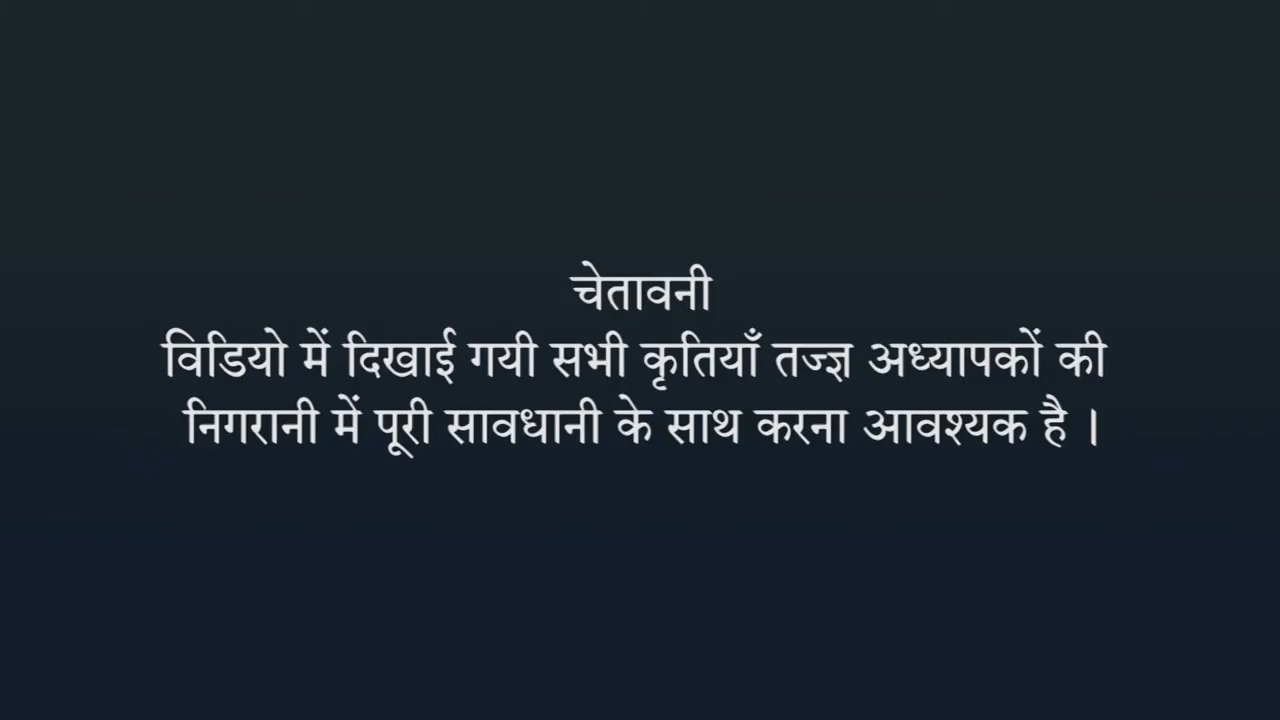 चेतावनी
विडियो में दिखाई गयी सभी कृतियाँ तज्ज्ञ अध्यापकों की
निगरानी में पूरी सावधानी के साथ करना आवश्यक है ।